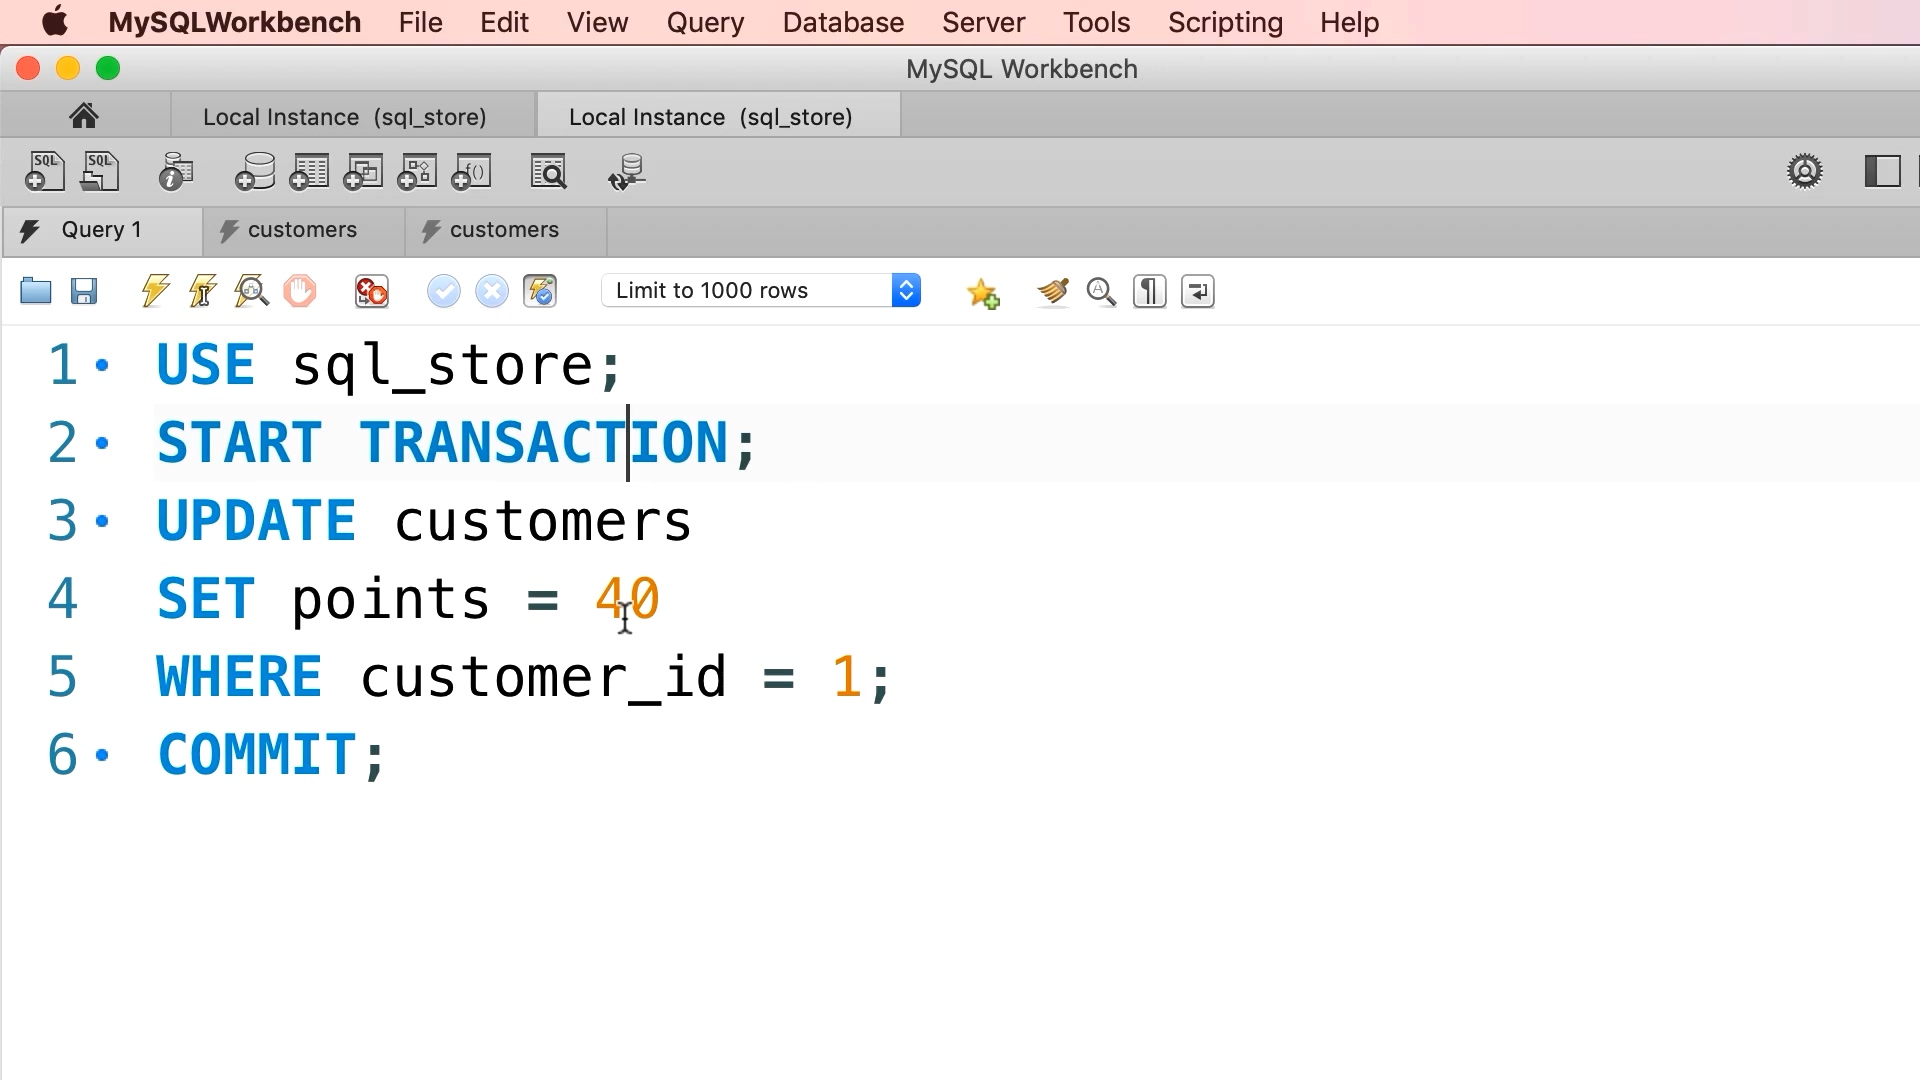 MySQLWorkbench File Edit View Query Database Server Tools Scripting Help
MySQL Workbench
Local Instance (sql_store) Local Instance (sql_store)
SQL SQL
Query 1 customers customers
Limit to 1000 rows
1 USE sql_store;
2 START TRANSACTION;
3 UPDATE customers
4 SET points = 40
5 WHERE customer_id = 1;
6 COMMIT;